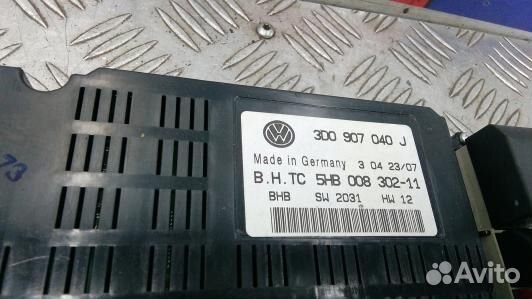 3D0 907 040 J
Made in Germany 3 04 23/07
B.H.TC 5HB 008 302-11
BHB SW 2031 HW 12
73
Avito